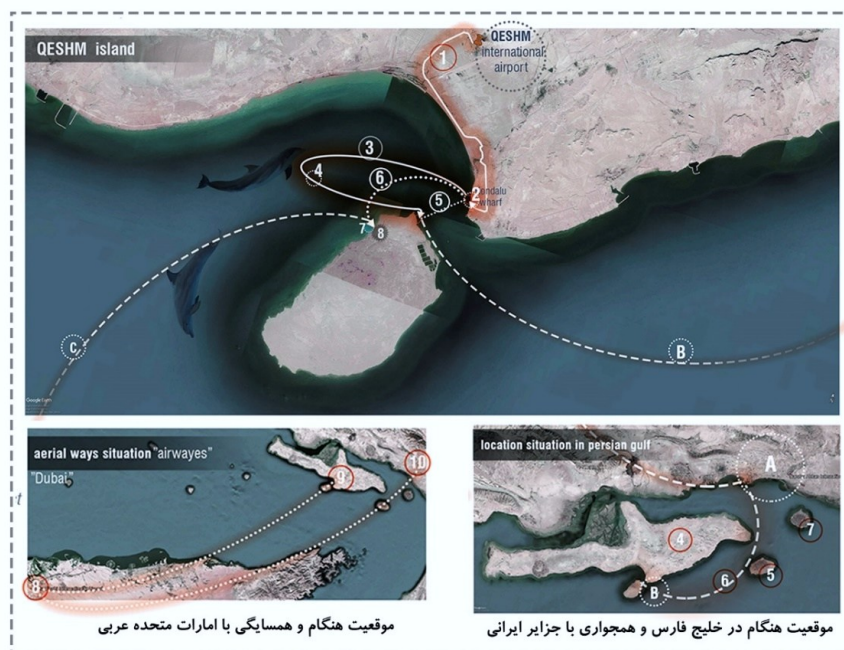 QESHM island
QESHM
international
airport
1
3
4
6
2
wharf
5
7
8
C
B
Google Earth
aerial ways situation "airwayes"
"Dubai"
9
10
8
location situation in persian gulf
A
4
7
5
6
B
موقعیت هنگام و همسایگی با امارات متحده عربی
موقعیت هنگام در خلیج فارس و همجواری با جزایر ایرانی